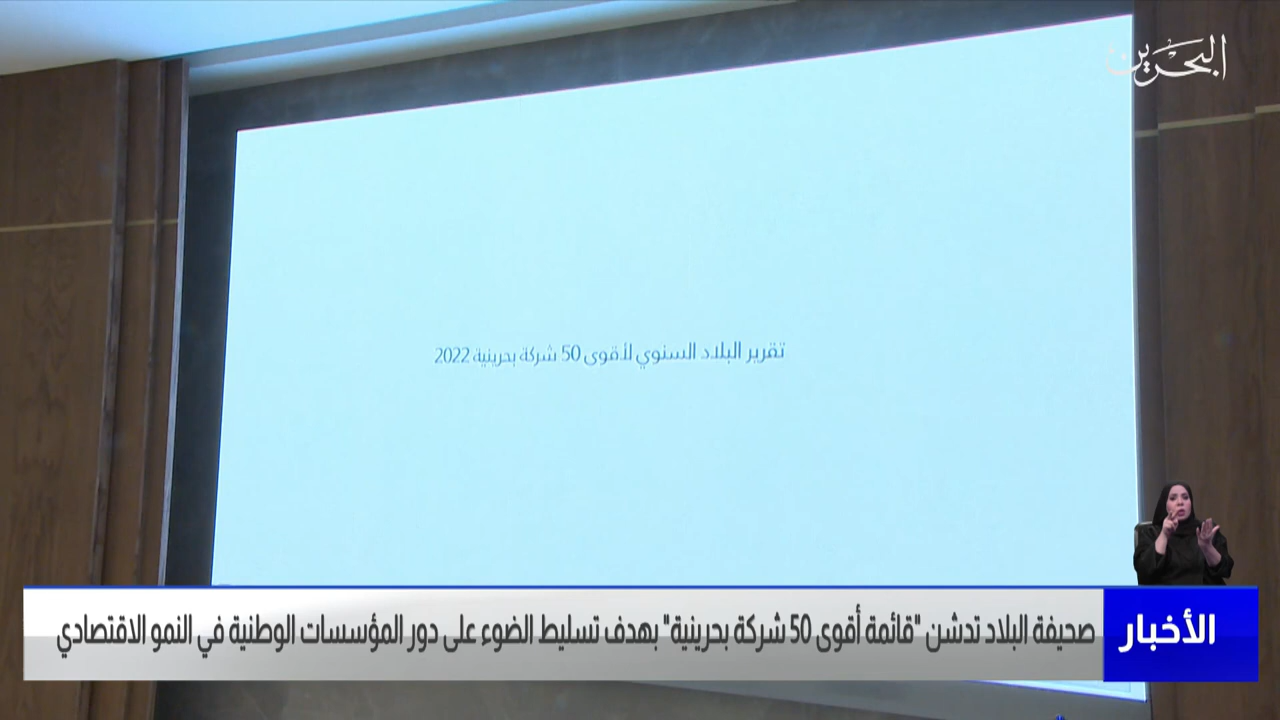 البحرين
تقرير البلاد السنوي لأقوى 50 شركة بحرينية 2022
الأخبار
صحيفة البلاد تدشن "قائمة أقوى 50 شركة بحرينية" بهدف تسليط الضوء على دور المؤسسات الوطنية في النمو الاقتصادي